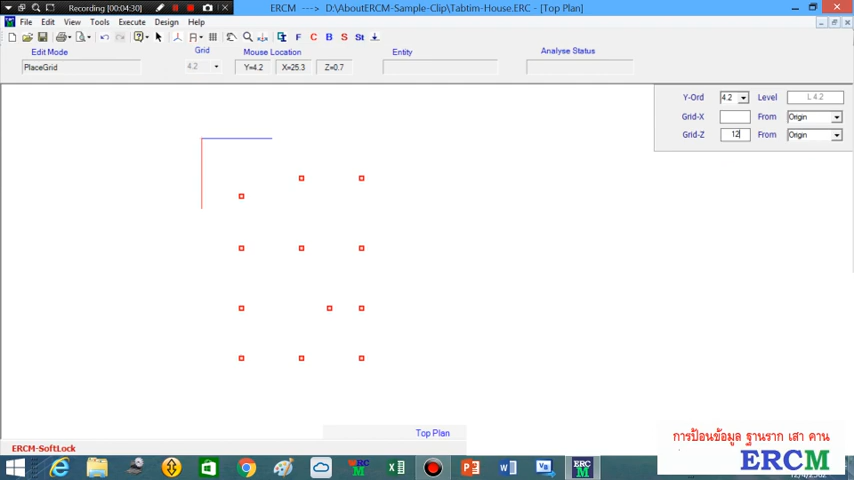 ERCM ---> D:\AboutERCM-Sample-Clip\Tabtim-House.ERC - [Top Plan]
Recording [00:04:30]
File Edit View Tools Execute Design Help
F C B S St
Edit Mode Grid Mouse Location Entity Analyse Status
PlaceGrid 4.2 Y=4.2 X=25.3 Z=0.7
Y-Ord 4.2 Level L 4.2
Grid-X From Origin
Grid-Z 12 From Origin
Top Plan
ERCM-SoftLock
การป้อนข้อมูล ฐานราก เสา คาน
ERCM